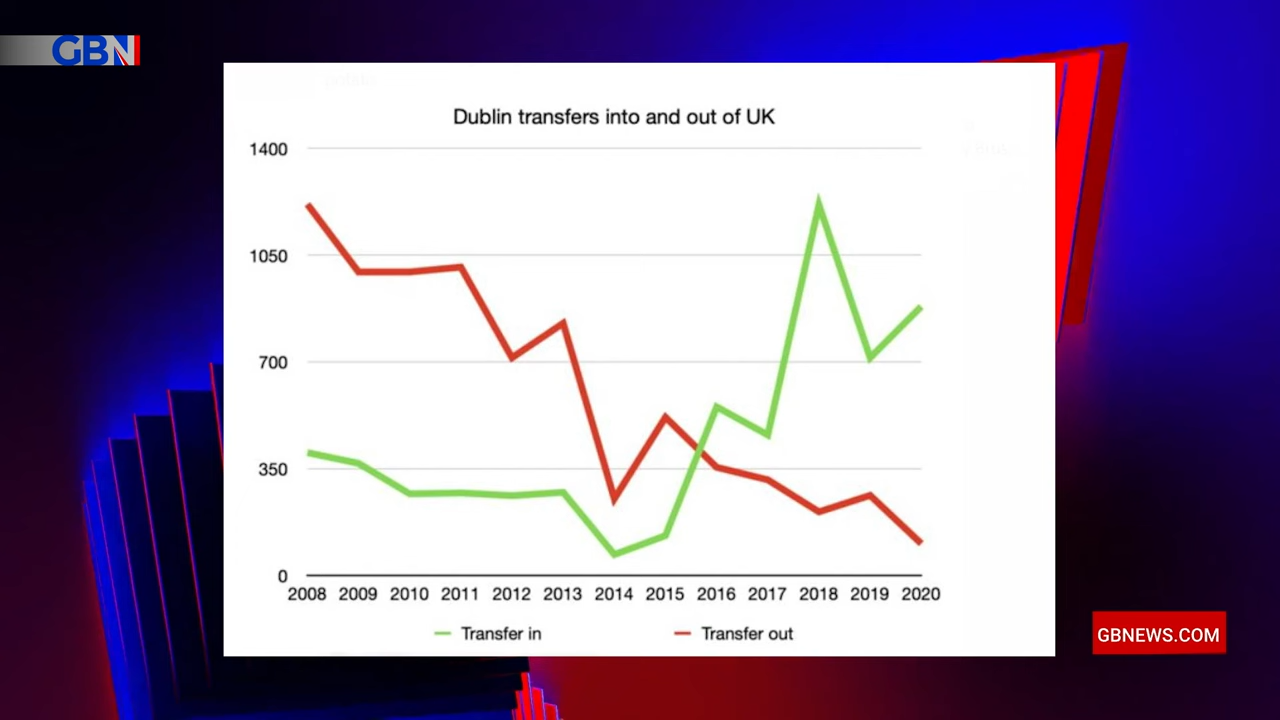 GBN
Dublin transfers into and out of UK
1400
1050
700
350
0
2008 2009 2010 2011 2012 2013 2014 2015 2016 2017 2018 2019 2020
Transfer in Transfer out
GBNEWS.COM